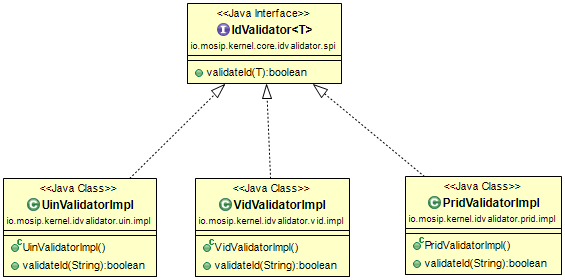 <<Java Interface>>
IdValidator<T>
io.mosip.kernel.core.idvalidator.spi
validateId(T):boolean
<<Java Class>>
UinValidatorImpl
io.mosip.kernel.idvalidator.uin.impl
UinValidatorImpl()
validateId(String):boolean
<<Java Class>>
VidValidatorImpl
io.mosip.kernel.idvalidator.vid.impl
VidValidatorImpl()
validateId(String):boolean
<<Java Class>>
PridValidatorImpl
io.mosip.kernel.idvalidator.prid.impl
PridValidatorImpl()
validateId(String):boolean